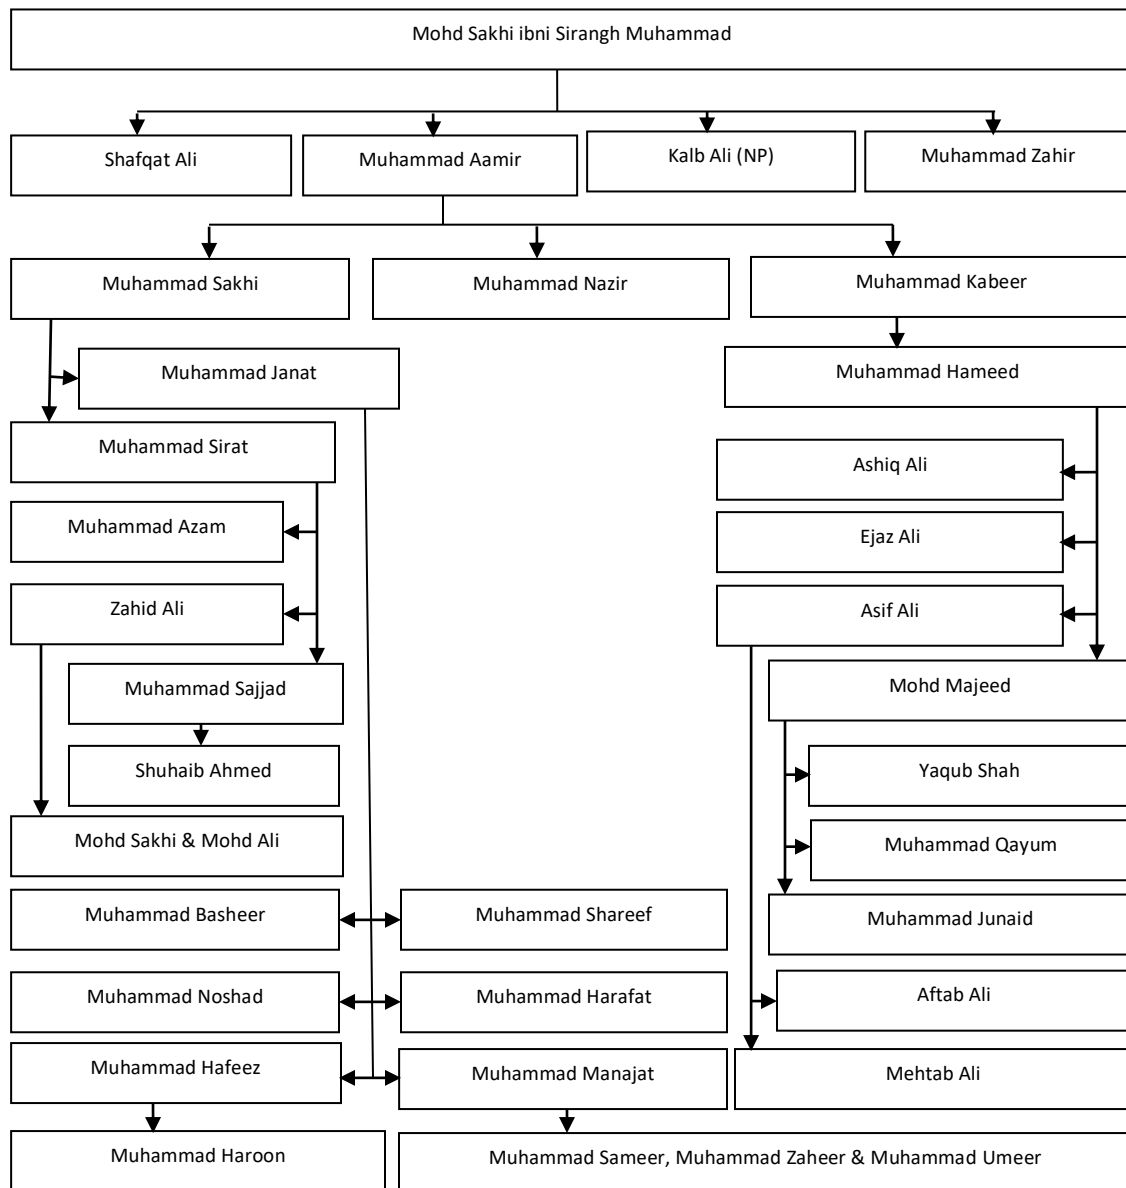 Mohd Sakhi ibni Sirangh Muhammad
Shafqat Ali
Muhammad Aamir
Kalb Ali (NP)
Muhammad Zahir
Muhammad Sakhi
Muhammad Nazir
Muhammad Kabeer
Muhammad Janat
Muhammad Hameed
Muhammad Sirat
Ashiq Ali
Muhammad Azam
Ejaz Ali
Zahid Ali
Asif Ali
Muhammad Sajjad
Mohd Majeed
Shuhaib Ahmed
Yaqub Shah
Mohd Sakhi & Mohd Ali
Muhammad Qayum
Muhammad Basheer
Muhammad Shareef
Muhammad Junaid
Muhammad Noshad
Muhammad Harafat
Aftab Ali
Muhammad Hafeez
Muhammad Manajat
Mehtab Ali
Muhammad Haroon
Muhammad Sameer, Muhammad Zaheer & Muhammad Umeer